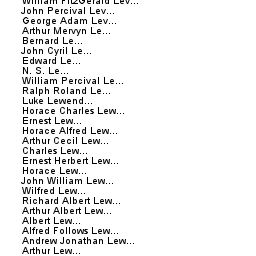 William FitzGerald Lev...
John Percival Lev...
George Adam Lev...
Arthur Mervyn Le...
Bernard Le...
John Cyril Le...
Edward Le...
N. S. Le...
William Percival Le...
Ralph Roland Le...
Luke Lewend...
Horace Charles Lew...
Ernest Lew...
Horace Alfred Lew...
Arthur Cecil Lew...
Charles Lew...
Ernest Herbert Lew...
Horace Lew...
John William Lew...
Wilfred Lew...
Richard Albert Lew...
Arthur Albert Lew...
Albert Lew...
Alfred Follows Lew...
Andrew Jonathan Lew...
Arthur Lew...